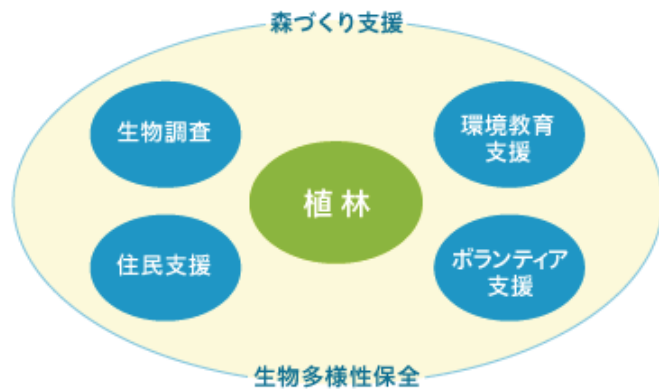 森づくり支援
生物調査
環境教育
支援
植林
住民支援
ボランティア
支援
生物多様性保全